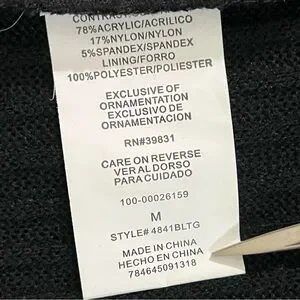 78%ACRYLIC/ACRILICO
17%NYLON/NYLON
5%SPANDEX/SPANDEX
LINING/FORRO
100%POLYESTER/POLIESTER
EXCLUSIVE OF
ORNAMENTATION
EXCLUSIVO DE
ORNAMENTACION
RN#39831
CARE ON REVERSE
VER AL DORSO
PARA CUIDADO
100-00026159
M
STYLE# 4841BLTG
MADE IN CHINA
HECHO EN CHINA
784645091318